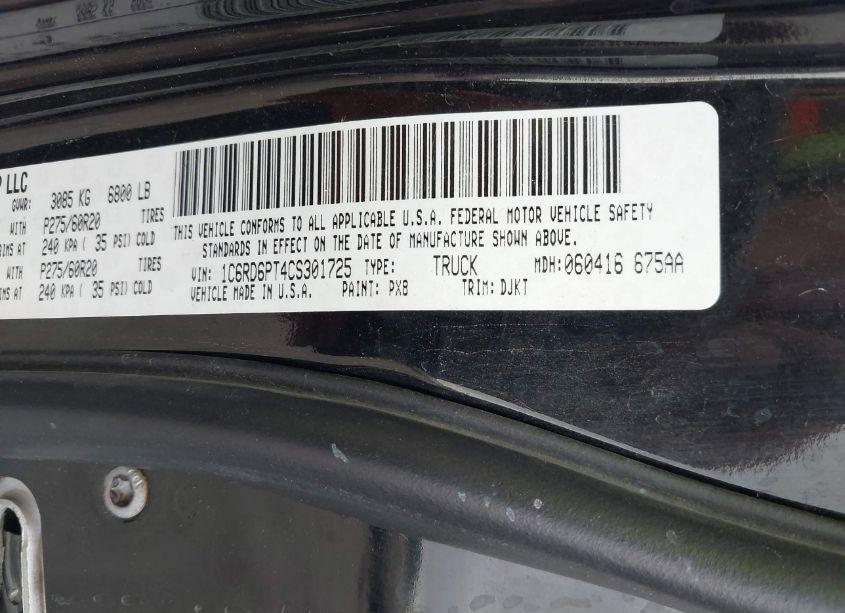 LLC
GVWR: 3085 KG 6800 LB
WITH P275/60R20 TIRES
RIMS AT 240 KPA ( 35 PSI) COLD
WITH P275/60R20 TIRES
RIMS AT 240 KPA ( 35 PSI) COLD
THIS VEHICLE CONFORMS TO ALL APPLICABLE U.S.A. FEDERAL MOTOR VEHICLE SAFETY
STANDARDS IN EFFECT ON THE DATE OF MANUFACTURE SHOWN ABOVE.
VIN: 1C6RD6PT4CS301725 TYPE: TRUCK MDH:060416 675AA
VEHICLE MADE IN U.S.A. PAINT: PX8 TRIM: DJKT